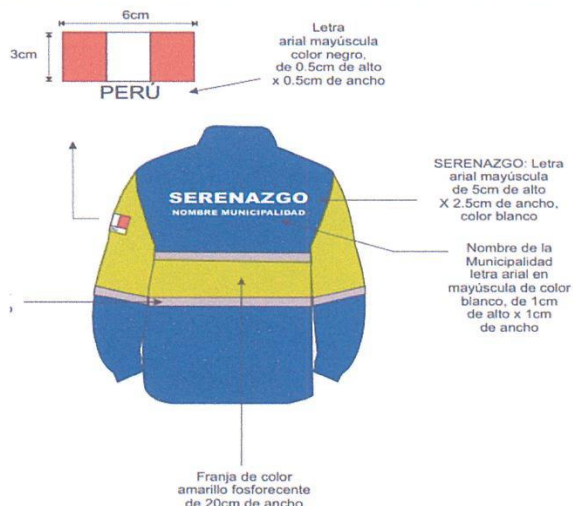 6cm
3cm
PERÚ
Letra
arial mayúscula
color negro,
de 0.5cm de alto
x 0.5cm de ancho
SERENAZGO
NOMBRE MUNICIPALIDAD
SERENAZGO: Letra
arial mayúscula
de 5cm de alto
X 2.5cm de ancho,
color blanco
Nombre de la
Municipalidad
letra arial en
mayúscula de color
blanco, de 1cm
de alto x 1cm
de ancho
Franja de color
amarillo fosforecente
de 20cm de ancho